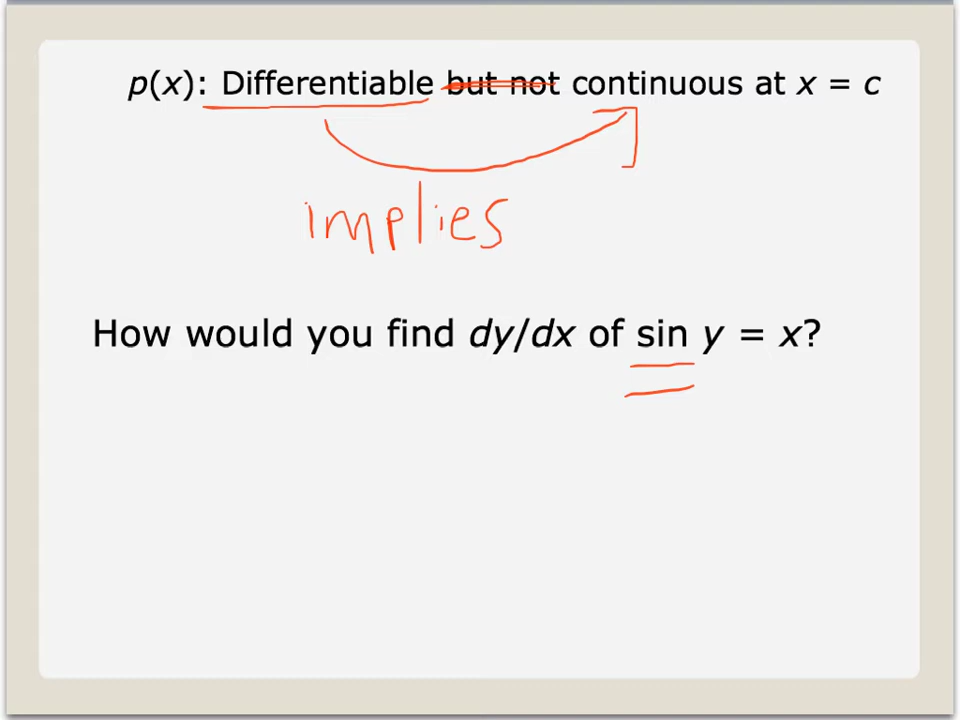 p(x): Differentiable but not continuous at x = c
implies
How would you find dy/dx of sin y = x?